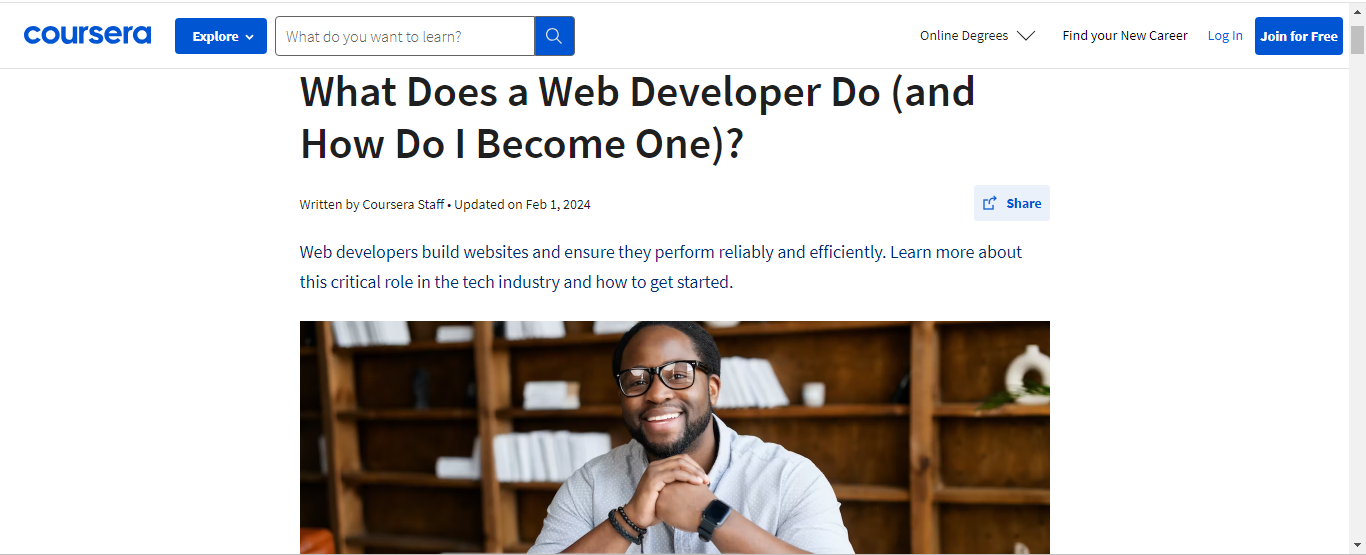 coursera
Explore
What do you want to learn?
Online Degrees
Find your New Career
Log In
Join for Free
What Does a Web Developer Do (and
How Do I Become One)?
Written by Coursera Staff • Updated on Feb 1, 2024
Share
Web developers build websites and ensure they perform reliably and efficiently. Learn more about
this critical role in the tech industry and how to get started.